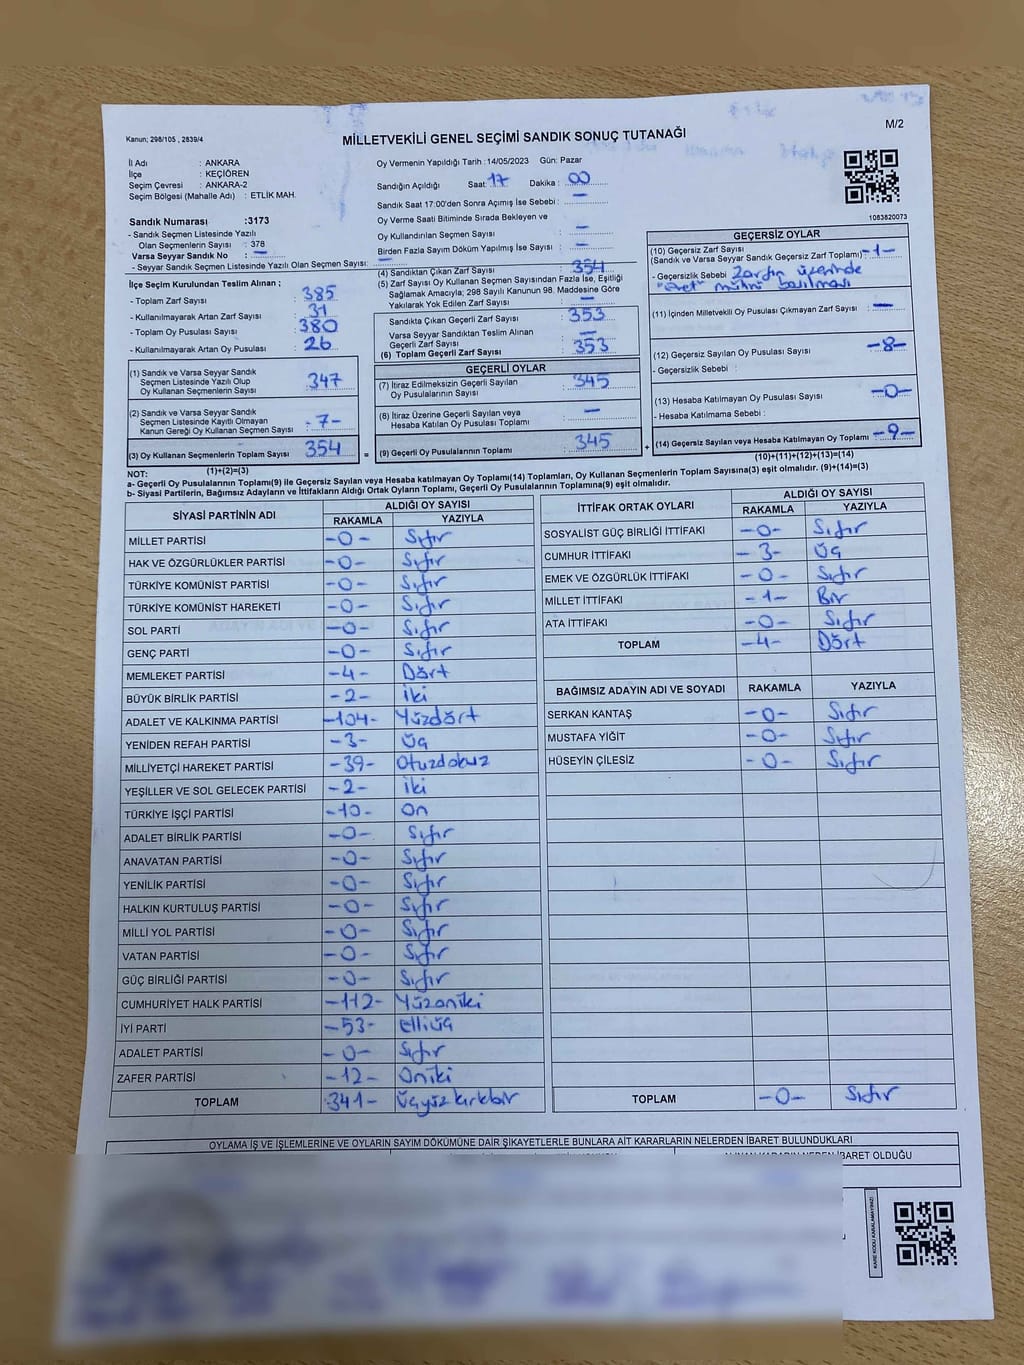 M/2
Kanun: 298/105 , 2839/4
MİLLETVEKİLİ GENEL SEÇİMİ SANDIK SONUÇ TUTANAĞI
İl Adı : ANKARA
İlçe : KEÇİÖREN
Seçim Çevresi : ANKARA-2
Seçim Bölgesi (Mahalle Adı) : ETLİK MAH.
Sandık Numarası :3173
- Sandık Seçmen Listesinde Yazılı
Olan Seçmenlerin Sayısı : 378
Varsa Seyyar Sandık No : —
- Seyyar Sandık Seçmen Listesinde Yazılı Olan Seçmen Sayısı: —
İlçe Seçim Kurulundan Teslim Alınan ;
- Toplam Zarf Sayısı : 385
- Kullanılmayarak Artan Zarf Sayısı : 31
- Toplam Oy Pusulası Sayısı : 380
- Kullanılmayarak Artan Oy Pusulası : 26
(1) Sandık ve Varsa Seyyar Sandık
Seçmen Listesinde Yazılı Olup
Oy Kullanan Seçmenlerin Sayısı : 347
(2) Sandık ve Varsa Seyyar Sandık
Seçmen Listesinde Kayıtlı Olmayan
Kanun Gereği Oy Kullanan Seçmen Sayısı : -7-
(3) Oy Kullanan Seçmenlerin Toplam Sayısı : 354
(1)+(2)=(3)
Oy Vermenin Yapıldığı Tarih :14/05/2023 Gün: Pazar
Sandığın Açıldığı Saat: 17 Dakika : 00
Sandık Saat 17:00'den Sonra Açımış İse Sebebi : —
Oy Verme Saati Bitiminde Sırada Bekleyen ve
Oy Kullandırılan Seçmen Sayısı : —
Birden Fazla Sayım Döküm Yapılmış İse Sayısı : —
(4) Sandıktan Çıkan Zarf Sayısı : 354
(5) Zarf Sayısı Oy Kullanan Seçmen Sayısından Fazla İse, Eşitliği
Sağlamak Amacıyla; 298 Sayılı Kanunun 98. Maddesine Göre
Yakılarak Yok Edilen Zarf Sayısı :
Sandıkta Çıkan Geçerli Zarf Sayısı : 353
Varsa Seyyar Sandıktan Teslim Alınan
Geçerli Zarf Sayısı : —
(6) Toplam Geçerli Zarf Sayısı : 353
GEÇERLİ OYLAR
(7) İtiraz Edilmeksizin Geçerli Sayılan
Oy Pusulalarının Sayısı : 345
(8) İtiraz Üzerine Geçerli Sayılan veya
Hesaba Katılan Oy Pusulası Toplamı : —
= (9) Geçerli Oy Pusulalarının Toplamı : 345 +
1083820073
GEÇERSİZ OYLAR
(10) Geçersiz Zarf Sayısı
(Sandık ve Varsa Seyyar Sandık Geçersiz Zarf Toplamı) : -1-
- Geçersizlik Sebebi : Zarfın üzerinde
"evet" mührü basılması
(11) İçinden Milletvekili Oy Pusulası Çıkmayan Zarf Sayısı : —
(12) Geçersiz Sayılan Oy Pusulası Sayısı : -8-
- Geçersizlik Sebebi :
(13) Hesaba Katılmayan Oy Pusulası Sayısı : -0-
- Hesaba Katılmama Sebebi :
(14) Geçersiz Sayılan veya Hesaba Katılmayan Oy Toplamı : -9-
(10)+(11)+(12)+(13)=(14)
NOT:
a- Geçerli Oy Pusulalarının Toplamı(9) ile Geçersiz Sayılan veya Hesaba katılmayan Oy Toplamı(14) Toplamları, Oy Kullanan Seçmenlerin Toplam Sayısına(3) eşit olmalıdır. (9)+(14)=(3)
b- Siyasi Partilerin, Bağımsız Adayların ve İttifakların Aldığı Ortak Oyların Toplamı, Geçerli Oy Pusulalarının Toplamına(9) eşit olmalıdır.
SİYASİ PARTİNİN ADI ALDIĞI OY SAYISI
RAKAMLA YAZIYLA
MİLLET PARTİSİ -0- Sıfır
HAK VE ÖZGÜRLÜKLER PARTİSİ -0- Sıfır
TÜRKİYE KOMÜNİST PARTİSİ -0- Sıfır
TÜRKİYE KOMÜNİST HAREKETİ -0- Sıfır
SOL PARTİ -0- Sıfır
GENÇ PARTİ -0- Sıfır
MEMLEKET PARTİSİ -4- Dört
BÜYÜK BİRLİK PARTİSİ -2- İki
ADALET VE KALKINMA PARTİSİ -104- Yüzdört
YENİDEN REFAH PARTİSİ -3- Üç
MİLLİYETÇİ HAREKET PARTİSİ -39- Otuzdokuz
YEŞİLLER VE SOL GELECEK PARTİSİ -2- İki
TÜRKİYE İŞÇİ PARTİSİ -10- On
ADALET BİRLİK PARTİSİ -0- Sıfır
ANAVATAN PARTİSİ -0- Sıfır
YENİLİK PARTİSİ -0- Sıfır
HALKIN KURTULUŞ PARTİSİ -0- Sıfır
MİLLİ YOL PARTİSİ -0- Sıfır
VATAN PARTİSİ -0- Sıfır
GÜÇ BİRLİĞİ PARTİSİ -0- Sıfır
CUMHURİYET HALK PARTİSİ -112- Yüzoniki
İYİ PARTİ -53- Elliüç
ADALET PARTİSİ -0- Sıfır
ZAFER PARTİSİ -12- Oniki
TOPLAM -341- Üçyüzkırkbir
İTTİFAK ORTAK OYLARI ALDIĞI OY SAYISI
RAKAMLA YAZIYLA
SOSYALİST GÜÇ BİRLİĞİ İTTİFAKI -0- Sıfır
CUMHUR İTTİFAKI -3- Üç
EMEK VE ÖZGÜRLÜK İTTİFAKI -0- Sıfır
MİLLET İTTİFAKI -1- Bir
ATA İTTİFAKI -0- Sıfır
TOPLAM -4- Dört
BAĞIMSIZ ADAYIN ADI VE SOYADI RAKAMLA YAZIYLA
SERKAN KANTAŞ -0- Sıfır
MUSTAFA YİĞİT -0- Sıfır
HÜSEYİN ÇİLESİZ -0- Sıfır
TOPLAM -0- Sıfır
OYLAMA İŞ VE İŞLEMLERİNE VE OYLARIN SAYIM DÖKÜMÜNE DAİR ŞİKAYETLERLE BUNLARA AİT KARARLARIN NELERDEN İBARET BULUNDUKLARI
İBARET OLDUĞU
KARE KODU KARALAMAYINIZ!